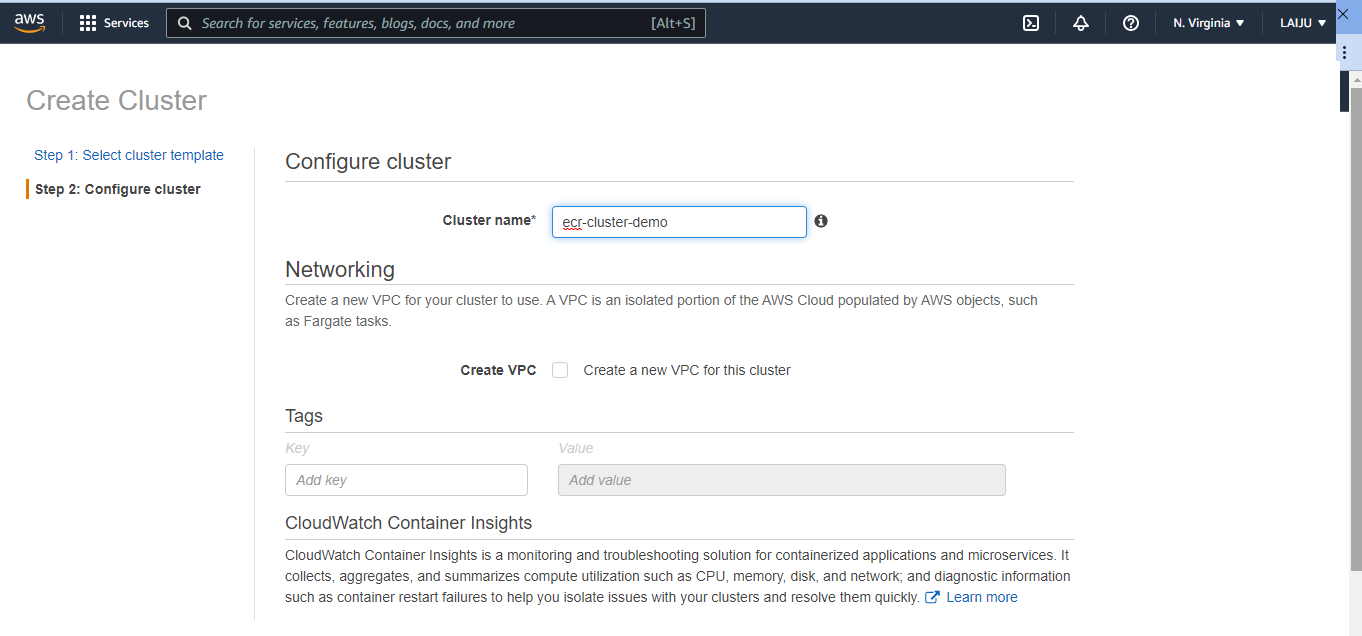 aws
Services
Search for services, features, blogs, docs, and more
[Alt+S]
N. Virginia
LAIJU
Create Cluster
Step 1: Select cluster template
Step 2: Configure cluster
Configure cluster
Cluster name*
ecr-cluster-demo
Networking
Create a new VPC for your cluster to use. A VPC is an isolated portion of the AWS Cloud populated by AWS objects, such
as Fargate tasks.
Create VPC
Create a new VPC for this cluster
Tags
Key
Value
Add key
Add value
CloudWatch Container Insights
CloudWatch Container Insights is a monitoring and troubleshooting solution for containerized applications and microservices. It
collects, aggregates, and summarizes compute utilization such as CPU, memory, disk, and network; and diagnostic information
such as container restart failures to help you isolate issues with your clusters and resolve them quickly. Learn more